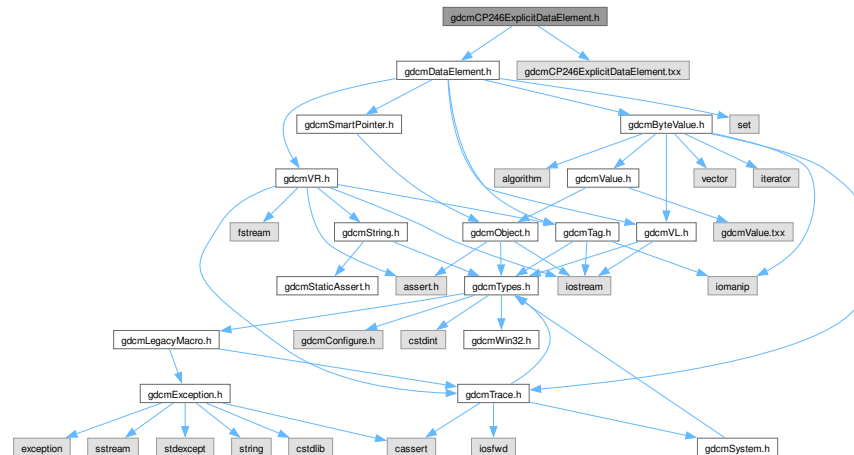 gdcmCP246ExplicitDataElement.h
gdcmDataElement.h
gdcmCP246ExplicitDataElement.txx
gdcmSmartPointer.h
gdcmByteValue.h
set
gdcmVR.h
algorithm
gdcmValue.h
vector
iterator
fstream
gdcmString.h
gdcmObject.h
gdcmTag.h
gdcmVL.h
gdcmValue.txx
gdcmStaticAssert.h
assert.h
gdcmTypes.h
iostream
iomanip
gdcmLegacyMacro.h
gdcmConfigure.h
cstdint
gdcmWin32.h
gdcmException.h
gdcmTrace.h
exception
sstream
stdexcept
string
cstdlib
cassert
iosfwd
gdcmSystem.h